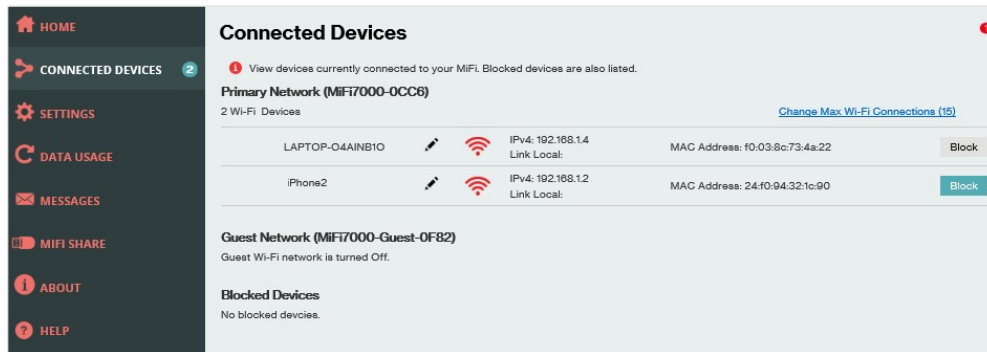 HOME
CONNECTED DEVICES 2
SETTINGS
DATA USAGE
MESSAGES
MIFI SHARE
ABOUT
HELP
Connected Devices
View devices currently connected to your MiFi. Blocked devices are also listed.
Primary Network (MiFi7000-0CC6)
2 Wi-Fi Devices
Change Max Wi-Fi Connections (15)
LAPTOP-O4AINB1O
IPv4: 192.168.1.4
Link Local:
MAC Address: f0:03:8c:73:4a:22
Block
iPhone2
IPv4: 192.168.1.2
Link Local:
MAC Address: 24:f0:94:32:1c:90
Block
Guest Network (MiFi7000-Guest-0F82)
Guest Wi-Fi network is turned Off.
Blocked Devices
No blocked devcies.